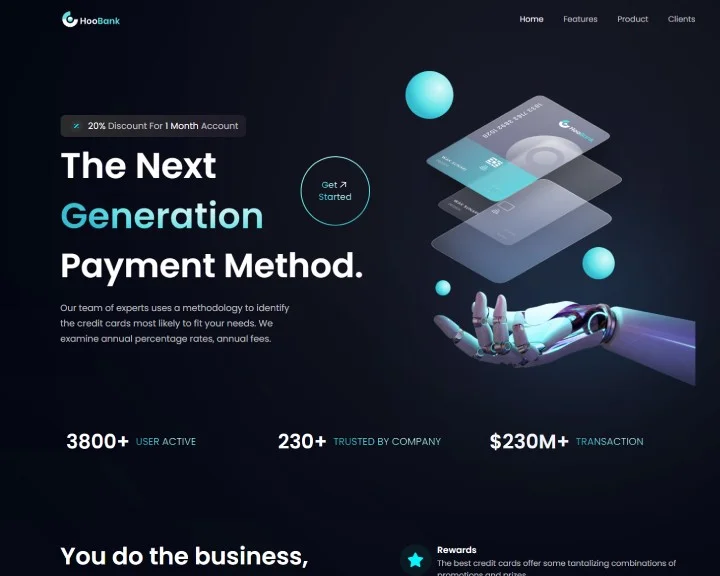 HooBank
Home Features Product Clients
20% Discount For 1 Month Account
The Next
Generation
Payment Method.
Get
Started
HooBank
Our team of experts uses a methodology to identify
the credit cards most likely to fit your needs. We
examine annual percentage rates, annual fees.
3800+ USER ACTIVE
230+ TRUSTED BY COMPANY
$230M+ TRANSACTION
You do the business,
Rewards
The best credit cards offer some tantalizing combinations of
promotions and prizes